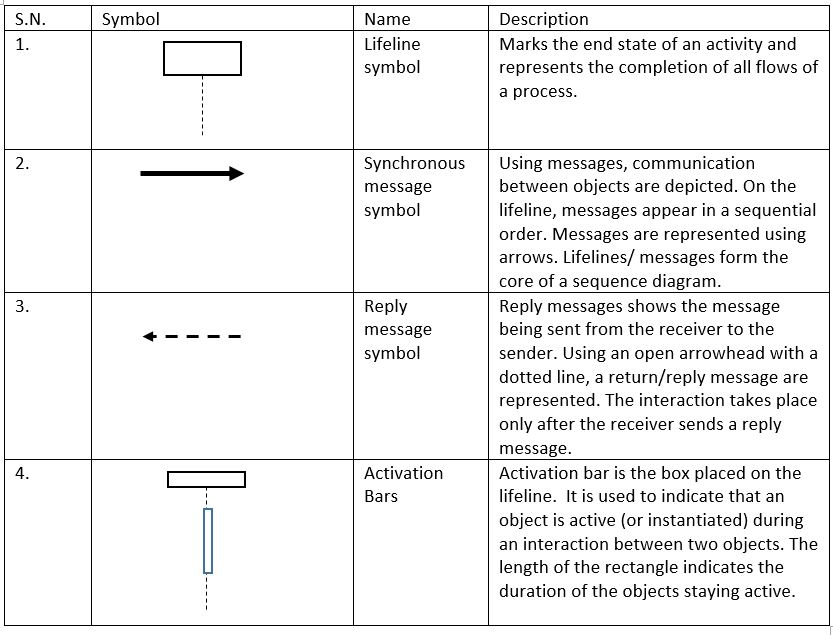 S.N. Symbol Name Description
1. Lifeline symbol Marks the end state of an activity and
represents the completion of all flows of
a process.
2. Synchronous message symbol Using messages, communication
between objects are depicted. On the
lifeline, messages appear in a sequential
order. Messages are represented using
arrows. Lifelines/ messages form the
core of a sequence diagram.
3. Reply message symbol Reply messages shows the message
being sent from the receiver to the
sender. Using an open arrowhead with a
dotted line, a return/reply message are
represented. The interaction takes place
only after the receiver sends a reply
message.
4. Activation Bars Activation bar is the box placed on the
lifeline.  It is used to indicate that an
object is active (or instantiated) during
an interaction between two objects. The
length of the rectangle indicates the
duration of the objects staying active.